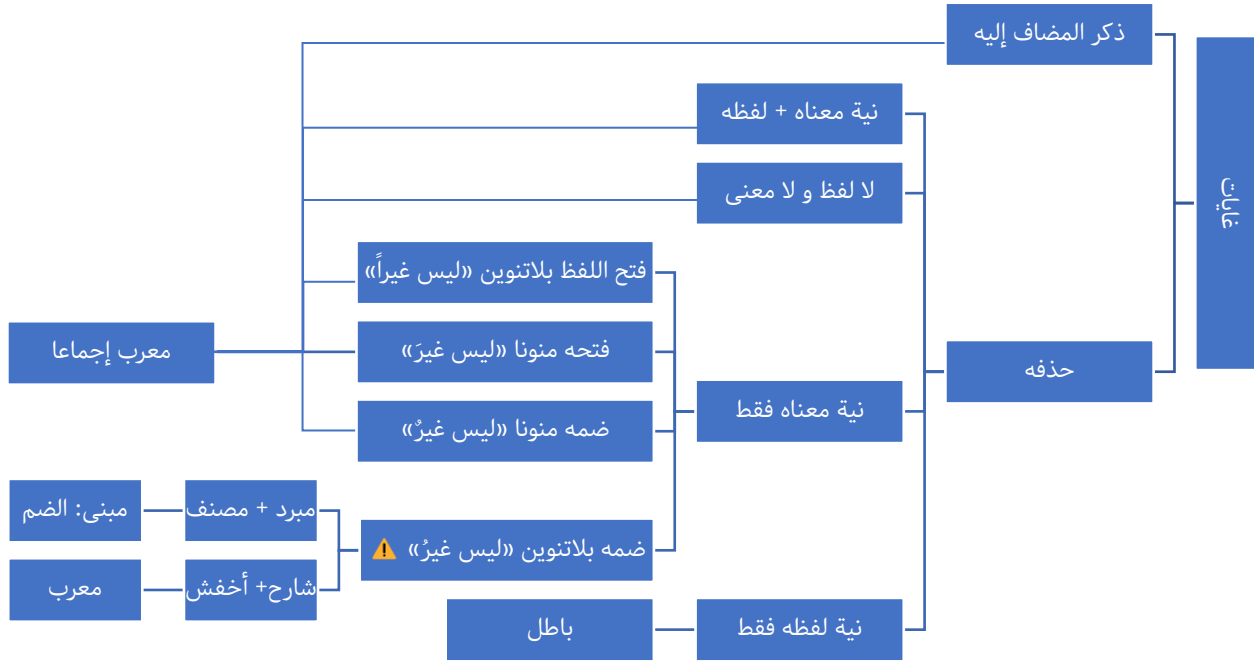 غايات
ذكر المضاف إليه
حذفه
نية معناه + لفظه
لا لفظ و لا معنى
نية معناه فقط
فتح اللفظ بلاتنوين «ليس غيراً»
فتحه منونا «ليس غيرَ»
ضمه منونا «ليس غيرٌ»
ضمه بلاتنوين «ليس غيرُ» ⚠️
مبرد + مصنف
مبنى: الضم
شارح+ أخفش
معرب
نية لفظه فقط
باطل
معرب إجماعا